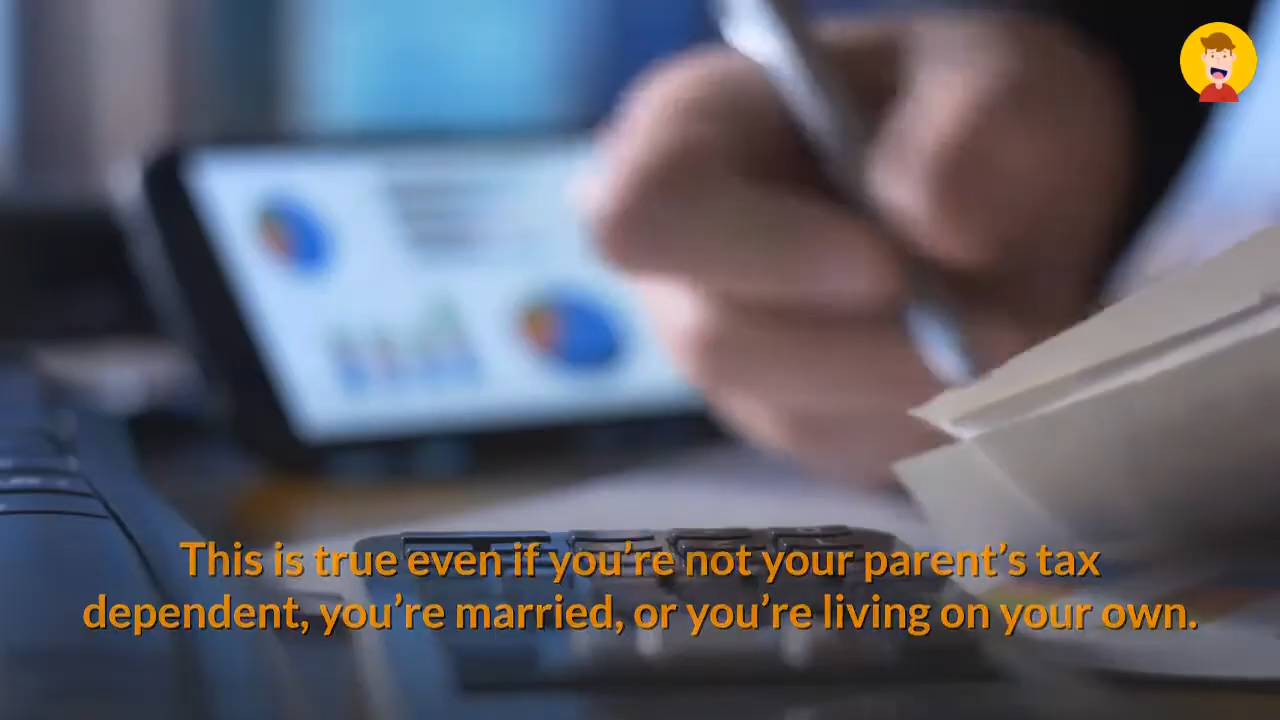 This is true even if you’re not your parent’s tax
dependent, you’re married, or you’re living on your own.